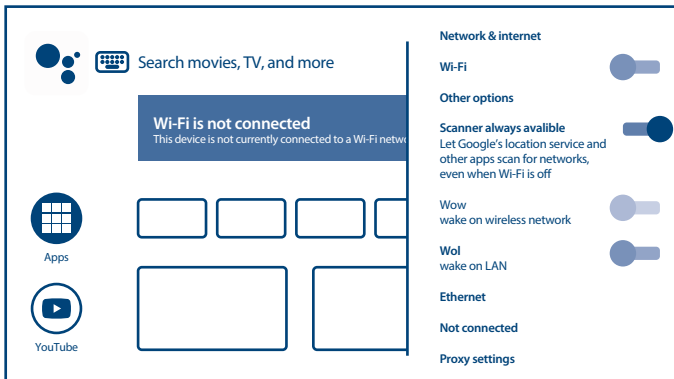 Search movies, TV, and more
Wi-Fi is not connected
This device is not currently connected to a Wi-Fi netwo
Apps
YouTube
Network & internet
Wi-Fi
Other options
Scanner always avalible
Let Google's location service and
other apps scan for networks,
even when Wi-Fi is off
Wow
wake on wireless network
Wol
wake on LAN
Ethernet
Not connected
Proxy settings